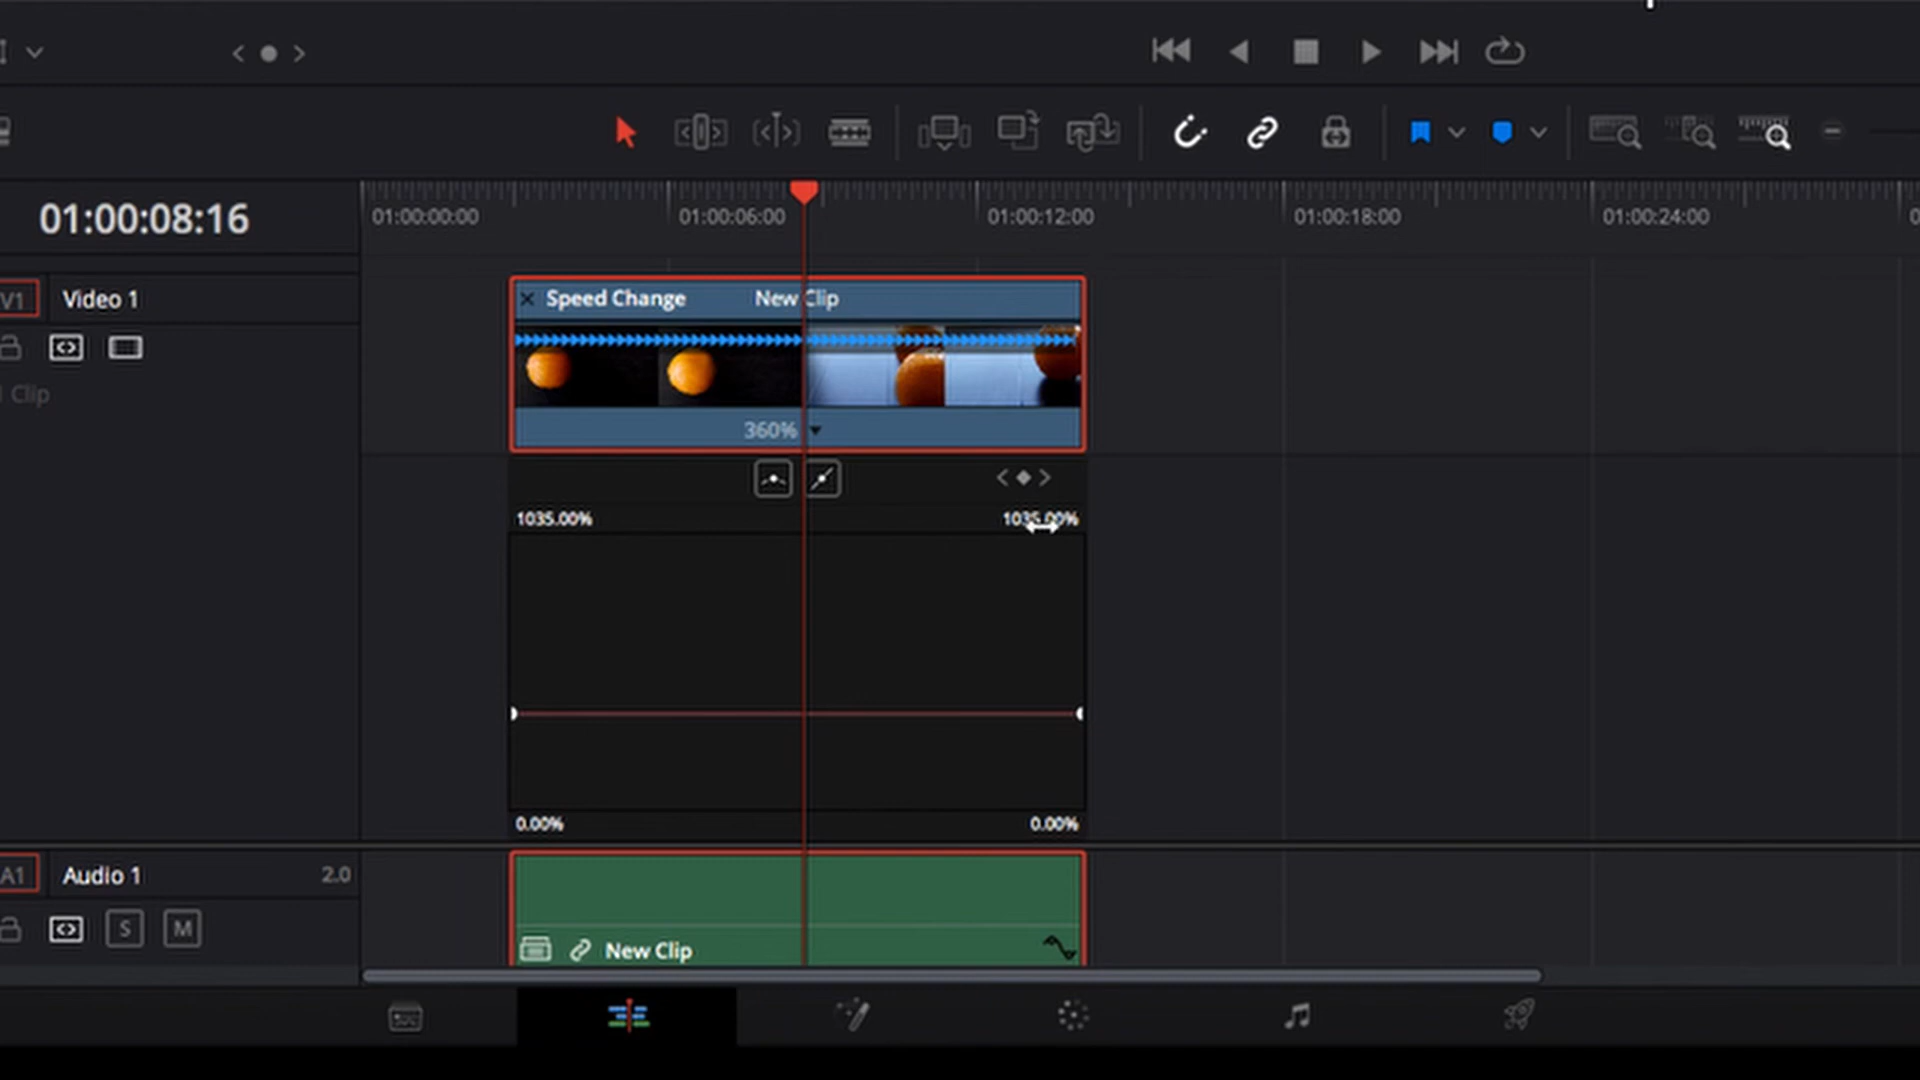 01:00:08:16
01:00:00:00
01:00:06:00
01:00:12:00
01:00:18:00
01:00:24:00
V1
Video 1
Clip
Speed Change New Clip
360%
1035.00% 1035.00%
0.00% 0.00%
A1
Audio 1
2.0
S
M
New Clip